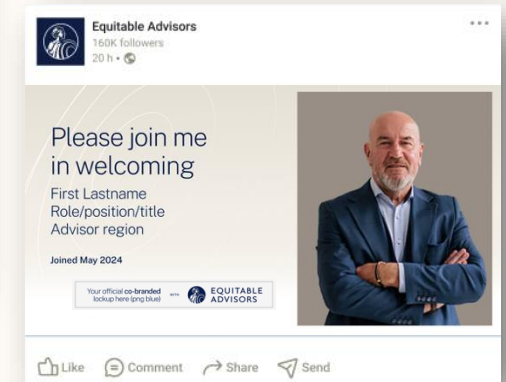 Equitable Advisors
160K followers
20 h •
Please join me
in welcoming
First Lastname
Role/position/title
Advisor region
Joined May 2024
Your official co-branded
lockup here (png blue)
WITH
EQUITABLE
ADVISORS
Like Comment Share Send